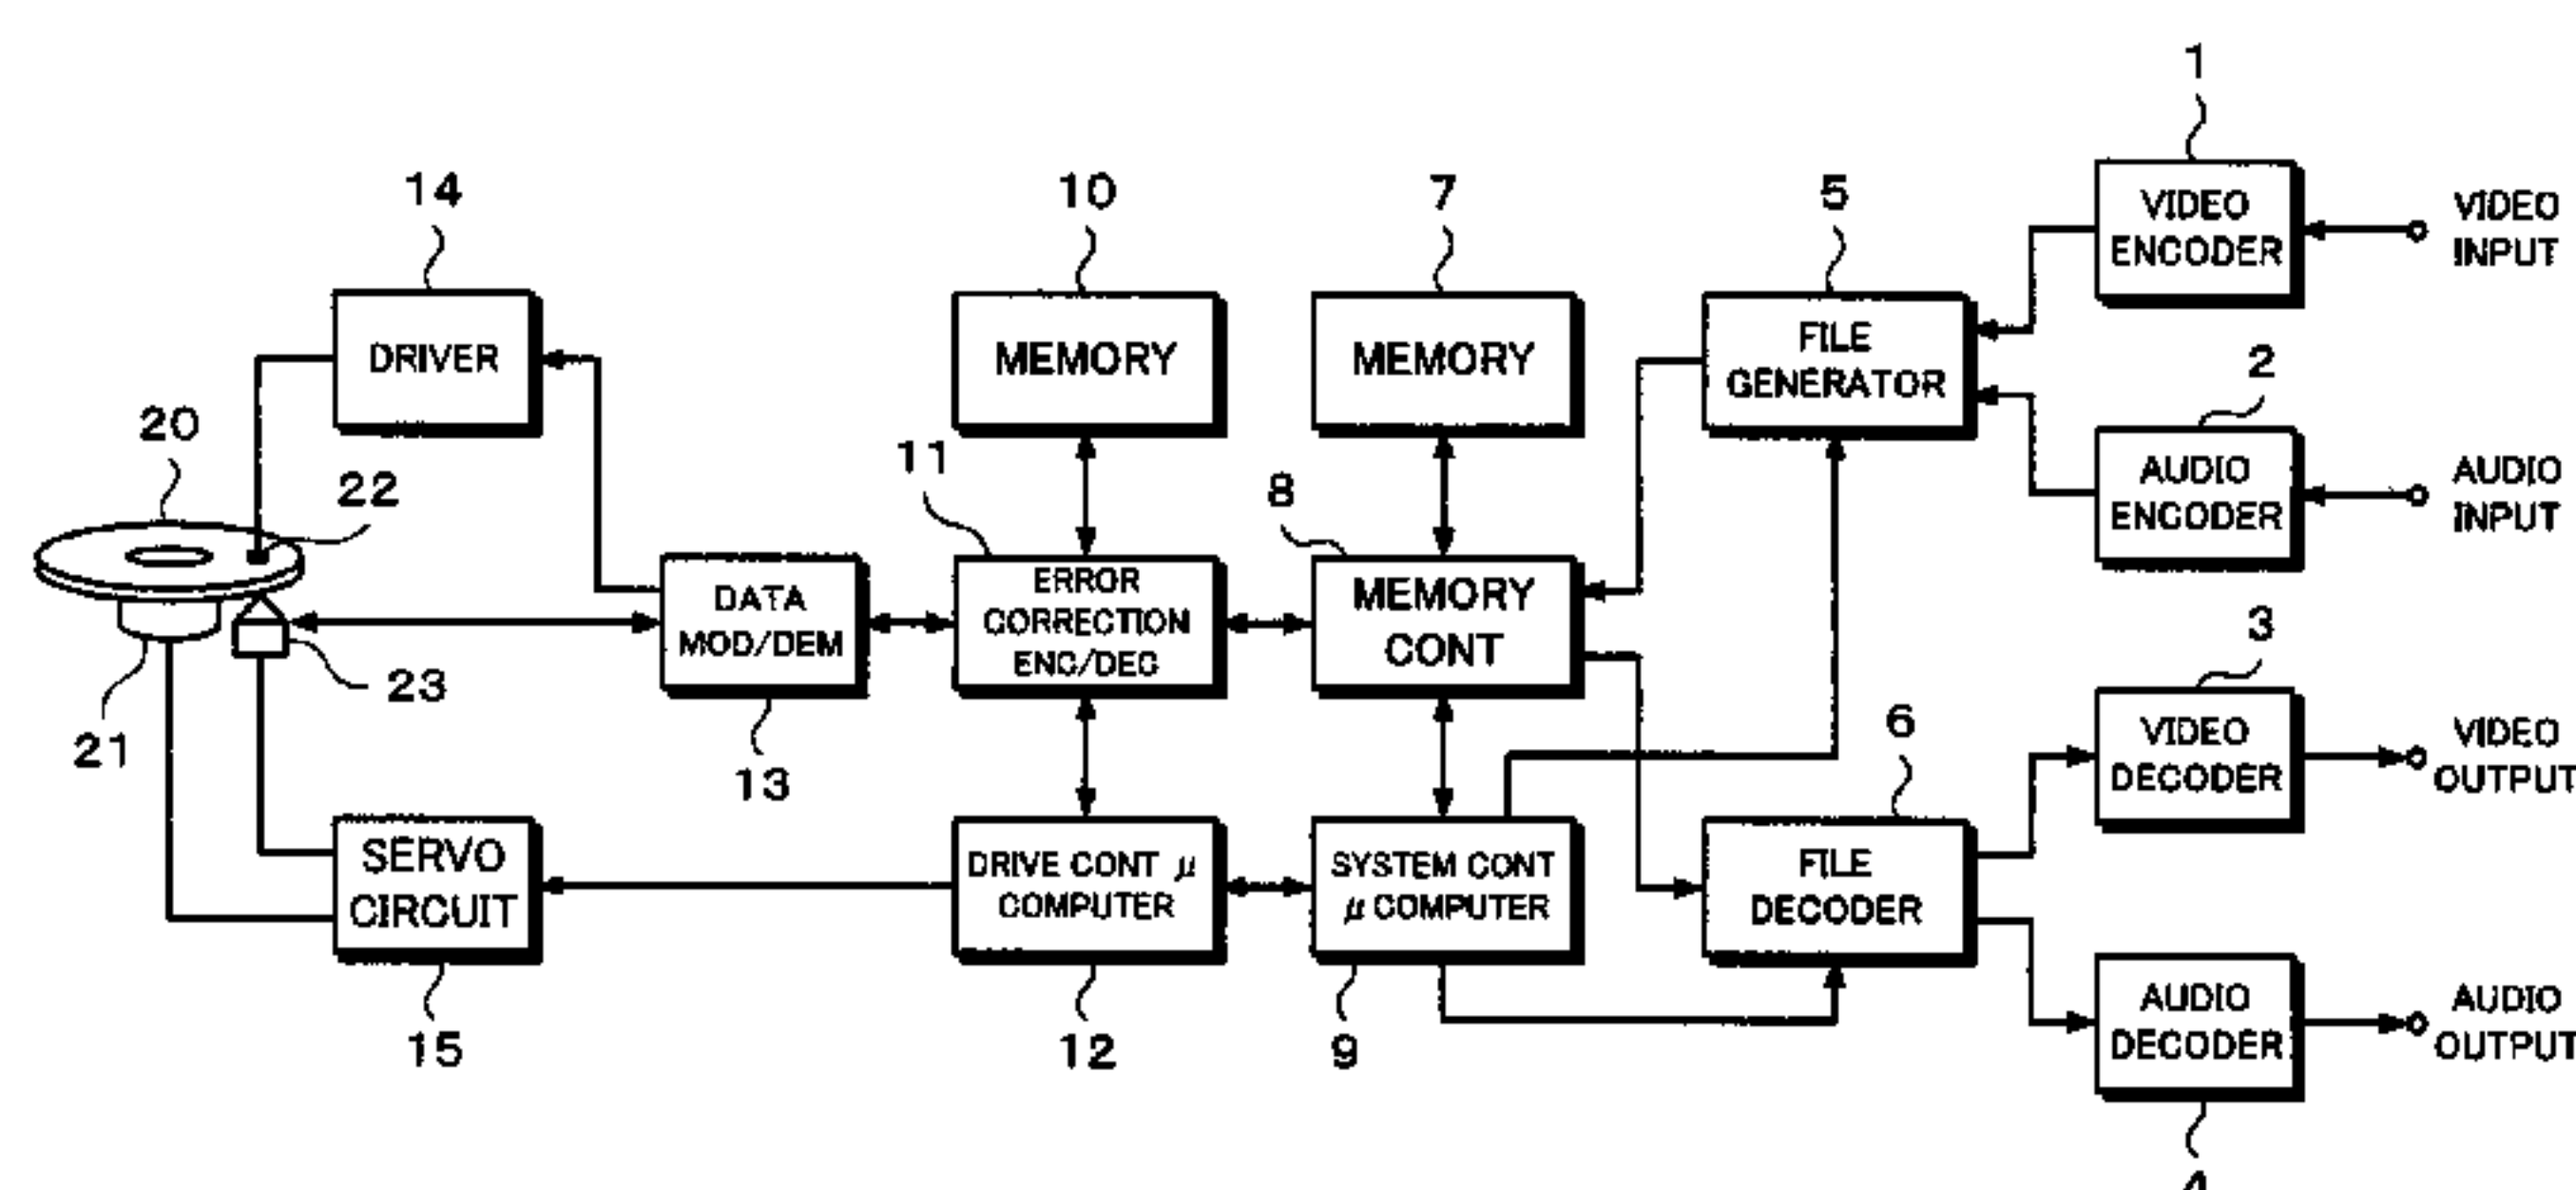 1
14
10
7
5
VIDEO
ENCODER
VIDEO
INPUT
DRIVER
MEMORY
MEMORY
FILE
GENERATOR
2
20
22
11
8
AUDIO
ENCODER
AUDIO
INPUT
DATA
MOD/DEM
ERROR
CORRECTION
ENC/DEC
MEMORY
CONT
3
23
21
13
6
VIDEO
DECODER
VIDEO
OUTPUT
SERVO
CIRCUIT
DRIVE CONT μ
COMPUTER
SYSTEM CONT
μ COMPUTER
FILE
DECODER
15
12
9
AUDIO
DECODER
AUDIO
OUTPUT
4